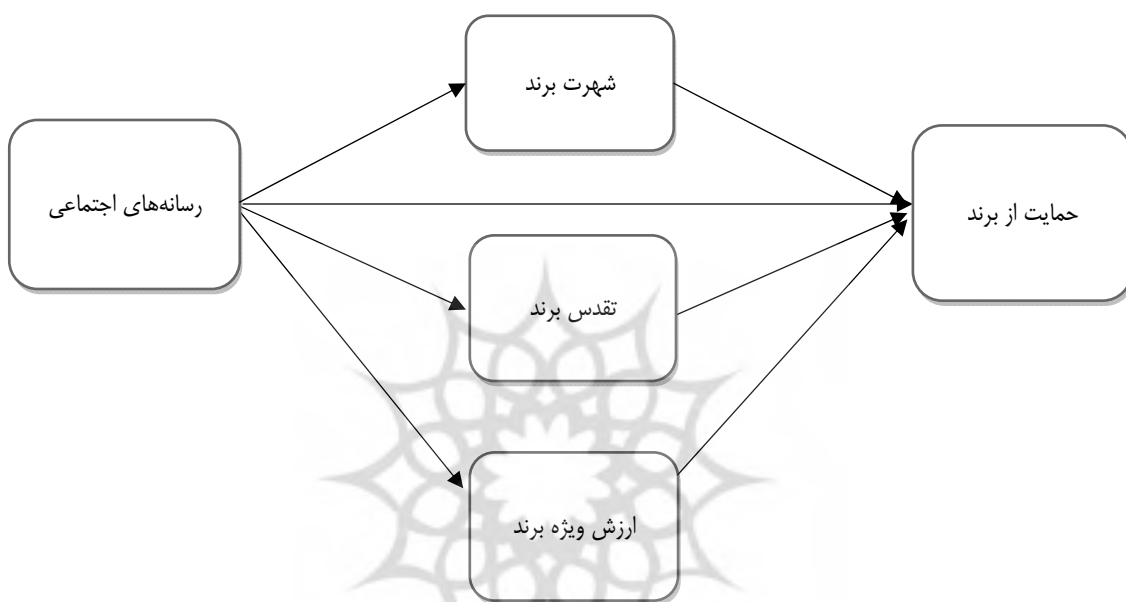 شهرت برند
رسانه‌های اجتماعی
حمایت از برند
تقدس برند
ارزش ویژه برند